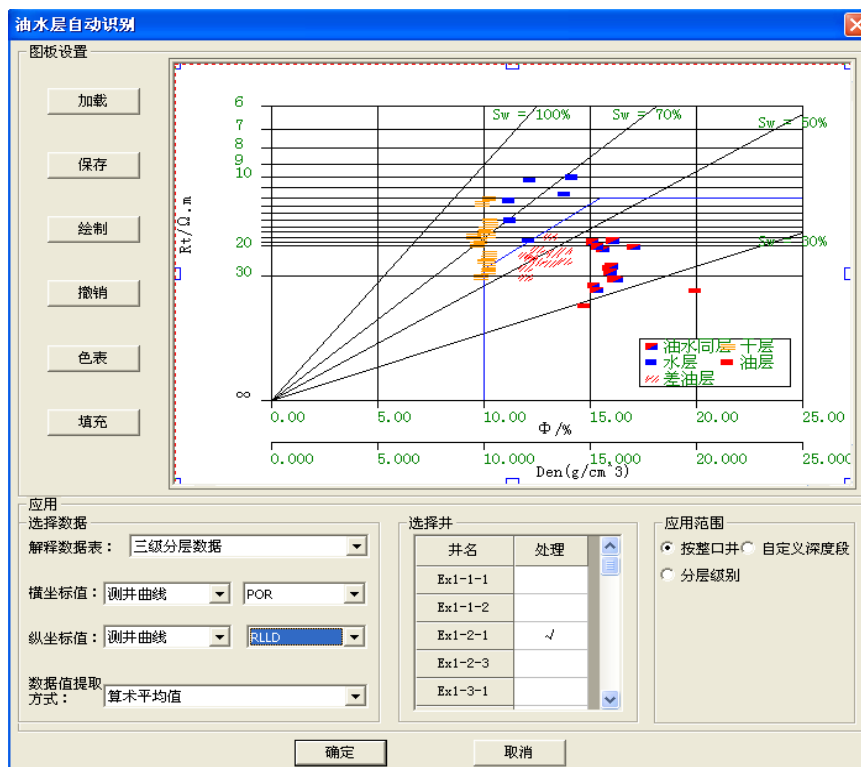 油水层自动识别
图板设置
加载
保存
绘制
撤销
色表
填充
Rt/Ω.m
6
7
8
9
10
20
30
∞
Sw = 100%
Sw = 70%
Sw = 50%
Sw = 30%
油水同层
干层
水层
油层
差油层
0.00 5.00 10.00 15.00 20.00 25.00
Φ/%
0.000 5.000 10.000 15.000 20.000 25.000
Den(g/cm^3)
应用
选择数据
解释数据表： 三级分层数据
横坐标值： 测井曲线 POR
纵坐标值： 测井曲线 RLLD
数据值提取
方式： 算术平均值
选择井
井名 处理
Ex1-1-1
Ex1-1-2
Ex1-2-1 √
Ex1-2-3
Ex1-3-1
应用范围
按整口井 自定义深度段
分层级别
确定 取消